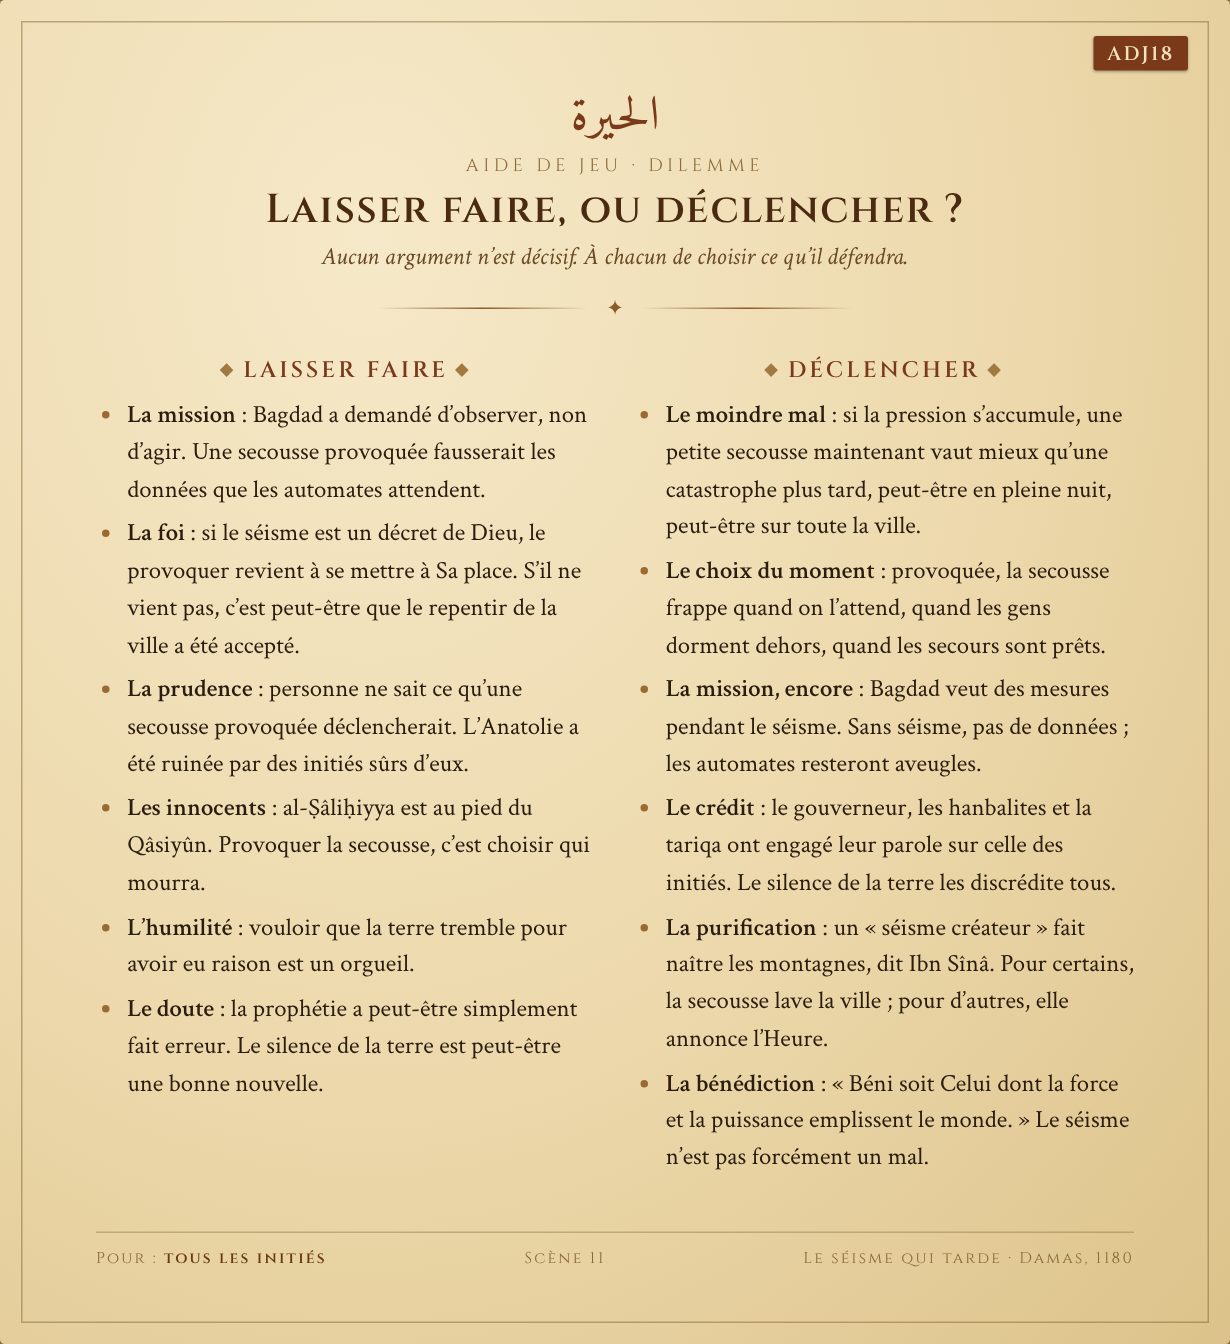 ADJ18
الحيرة
AIDE DE JEU · DILEMME
LAISSER FAIRE, OU DÉCLENCHER ?
Aucun argument n’est décisif. À chacun de choisir ce qu’il défendra.
LAISSER FAIRE
La mission : Bagdad a demandé d’observer, non
d’agir. Une secousse provoquée fausserait les
données que les automates attendent.
La foi : si le séisme est un décret de Dieu, le
provoquer revient à se mettre à Sa place. S’il ne
vient pas, c’est peut-être que le repentir de la
ville a été accepté.
La prudence : personne ne sait ce qu’une
secousse provoquée déclencherait. L’Anatolie a
été ruinée par des initiés sûrs d’eux.
Les innocents : al-Ṣâliḥiyya est au pied du
Qâsiyûn. Provoquer la secousse, c’est choisir qui
mourra.
L’humilité : vouloir que la terre tremble pour
avoir eu raison est un orgueil.
Le doute : la prophétie a peut-être simplement
fait erreur. Le silence de la terre est peut-être
une bonne nouvelle.
DÉCLENCHER
Le moindre mal : si la pression s’accumule, une
petite secousse maintenant vaut mieux qu’une
catastrophe plus tard, peut-être en pleine nuit,
peut-être sur toute la ville.
Le choix du moment : provoquée, la secousse
frappe quand on l’attend, quand les gens
dorment dehors, quand les secours sont prêts.
La mission, encore : Bagdad veut des mesures
pendant le séisme. Sans séisme, pas de données ;
les automates resteront aveugles.
Le crédit : le gouverneur, les hanbalites et la
tariqa ont engagé leur parole sur celle des
initiés. Le silence de la terre les discrédite tous.
La purification : un « séisme créateur » fait
naître les montagnes, dit Ibn Sînâ. Pour certains,
la secousse lave la ville ; pour d’autres, elle
annonce l’Heure.
La bénédiction : « Béni soit Celui dont la force
et la puissance emplissent le monde. » Le séisme
n’est pas forcément un mal.
POUR : TOUS LES INITIÉS
SCÈNE 11
LE SÉISME QUI TARDE · DAMAS, 1180